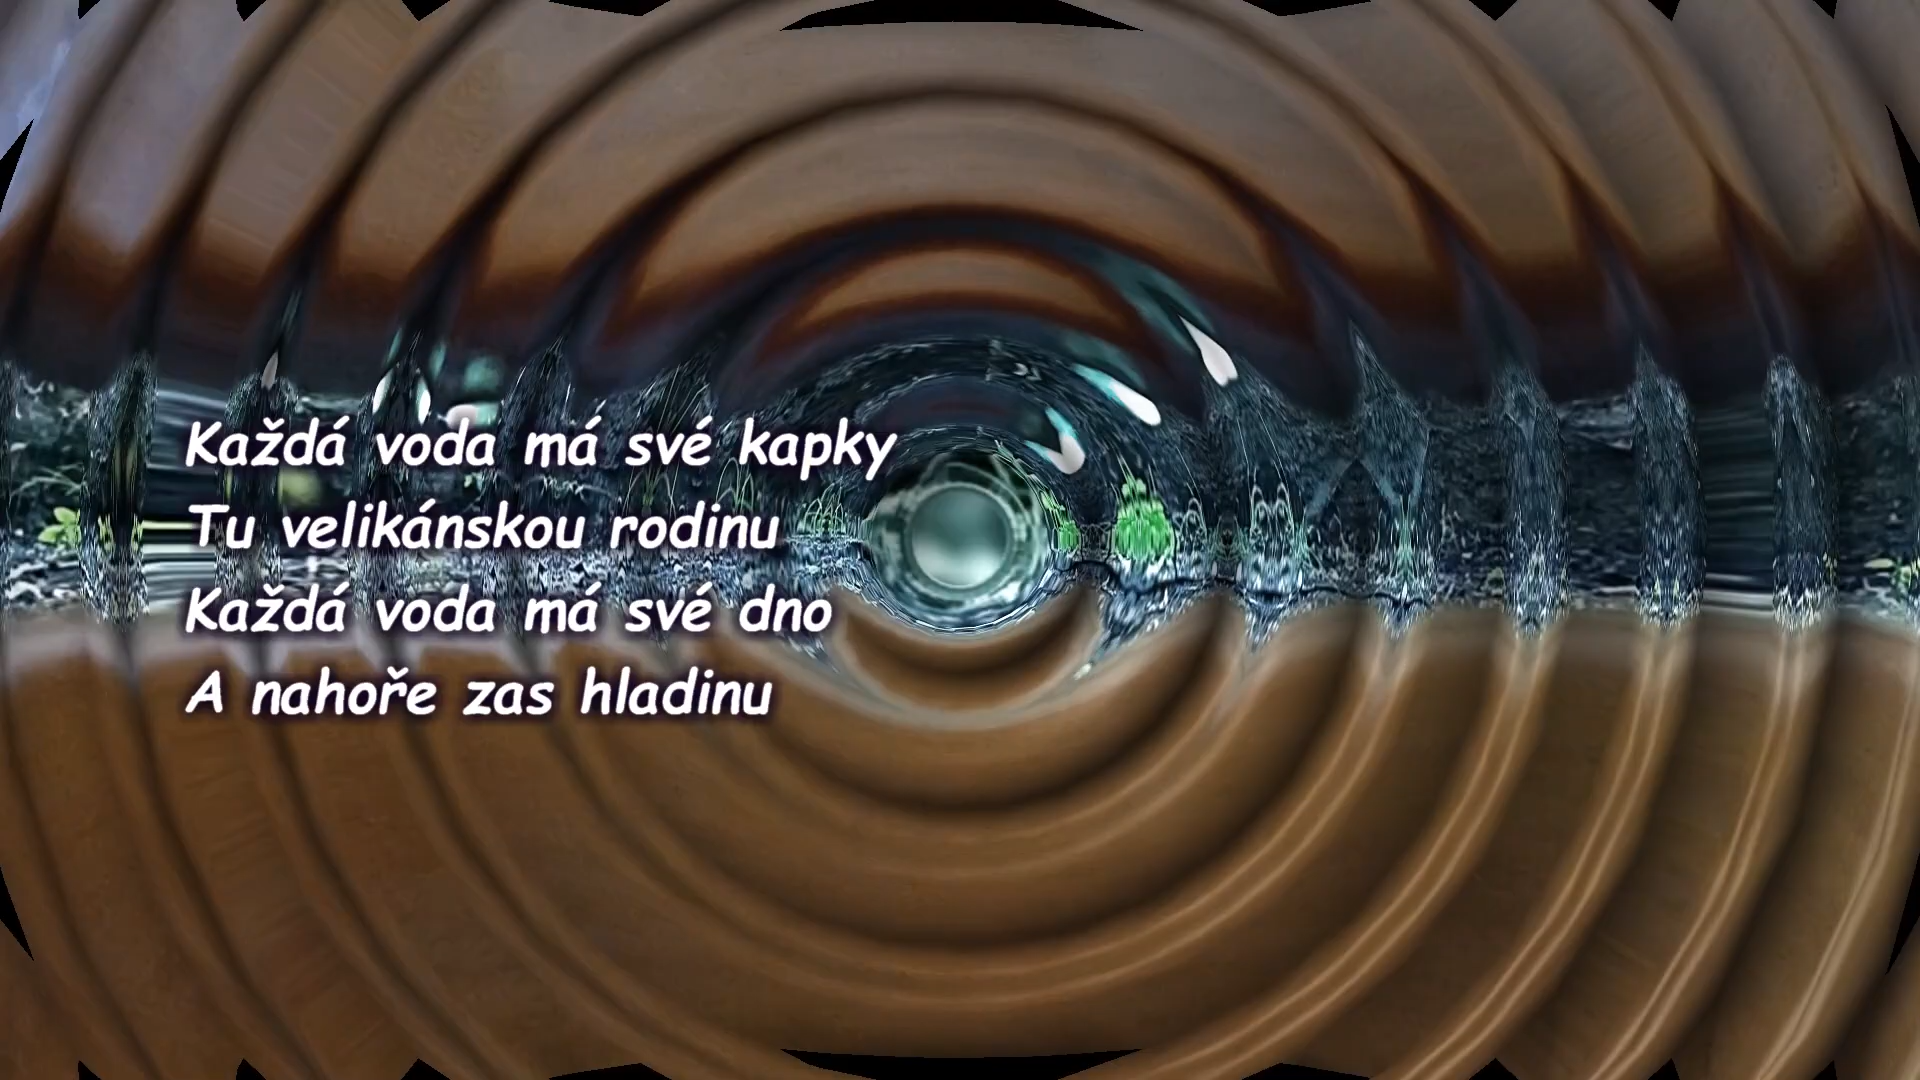 Každá voda má své kapky
Tu velikánskou rodinu
Každá voda má své dno
A nahoře zas hladinu